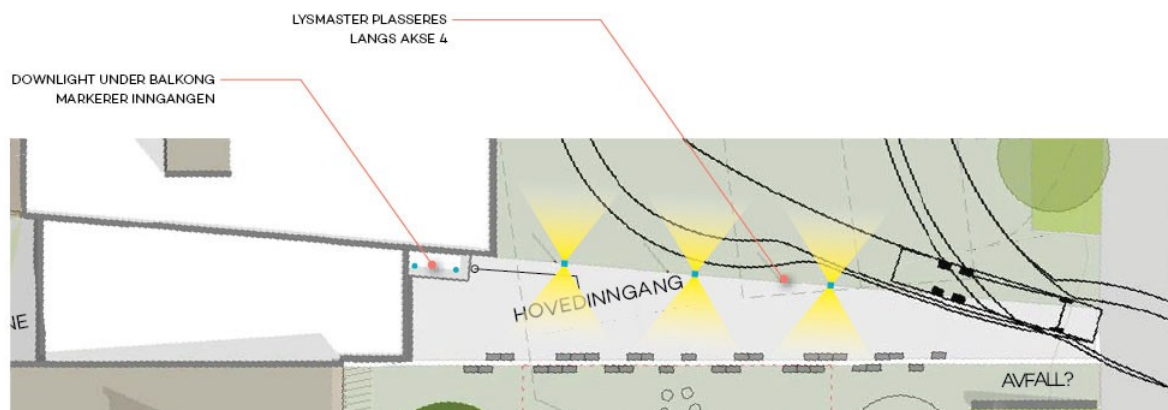 LYSMASTER PLASSERES
LANGS AKSE 4
DOWNLIGHT UNDER BALKONG
MARKERER INNGANGEN
HOVEDINNGANG
NE
AVFALL?